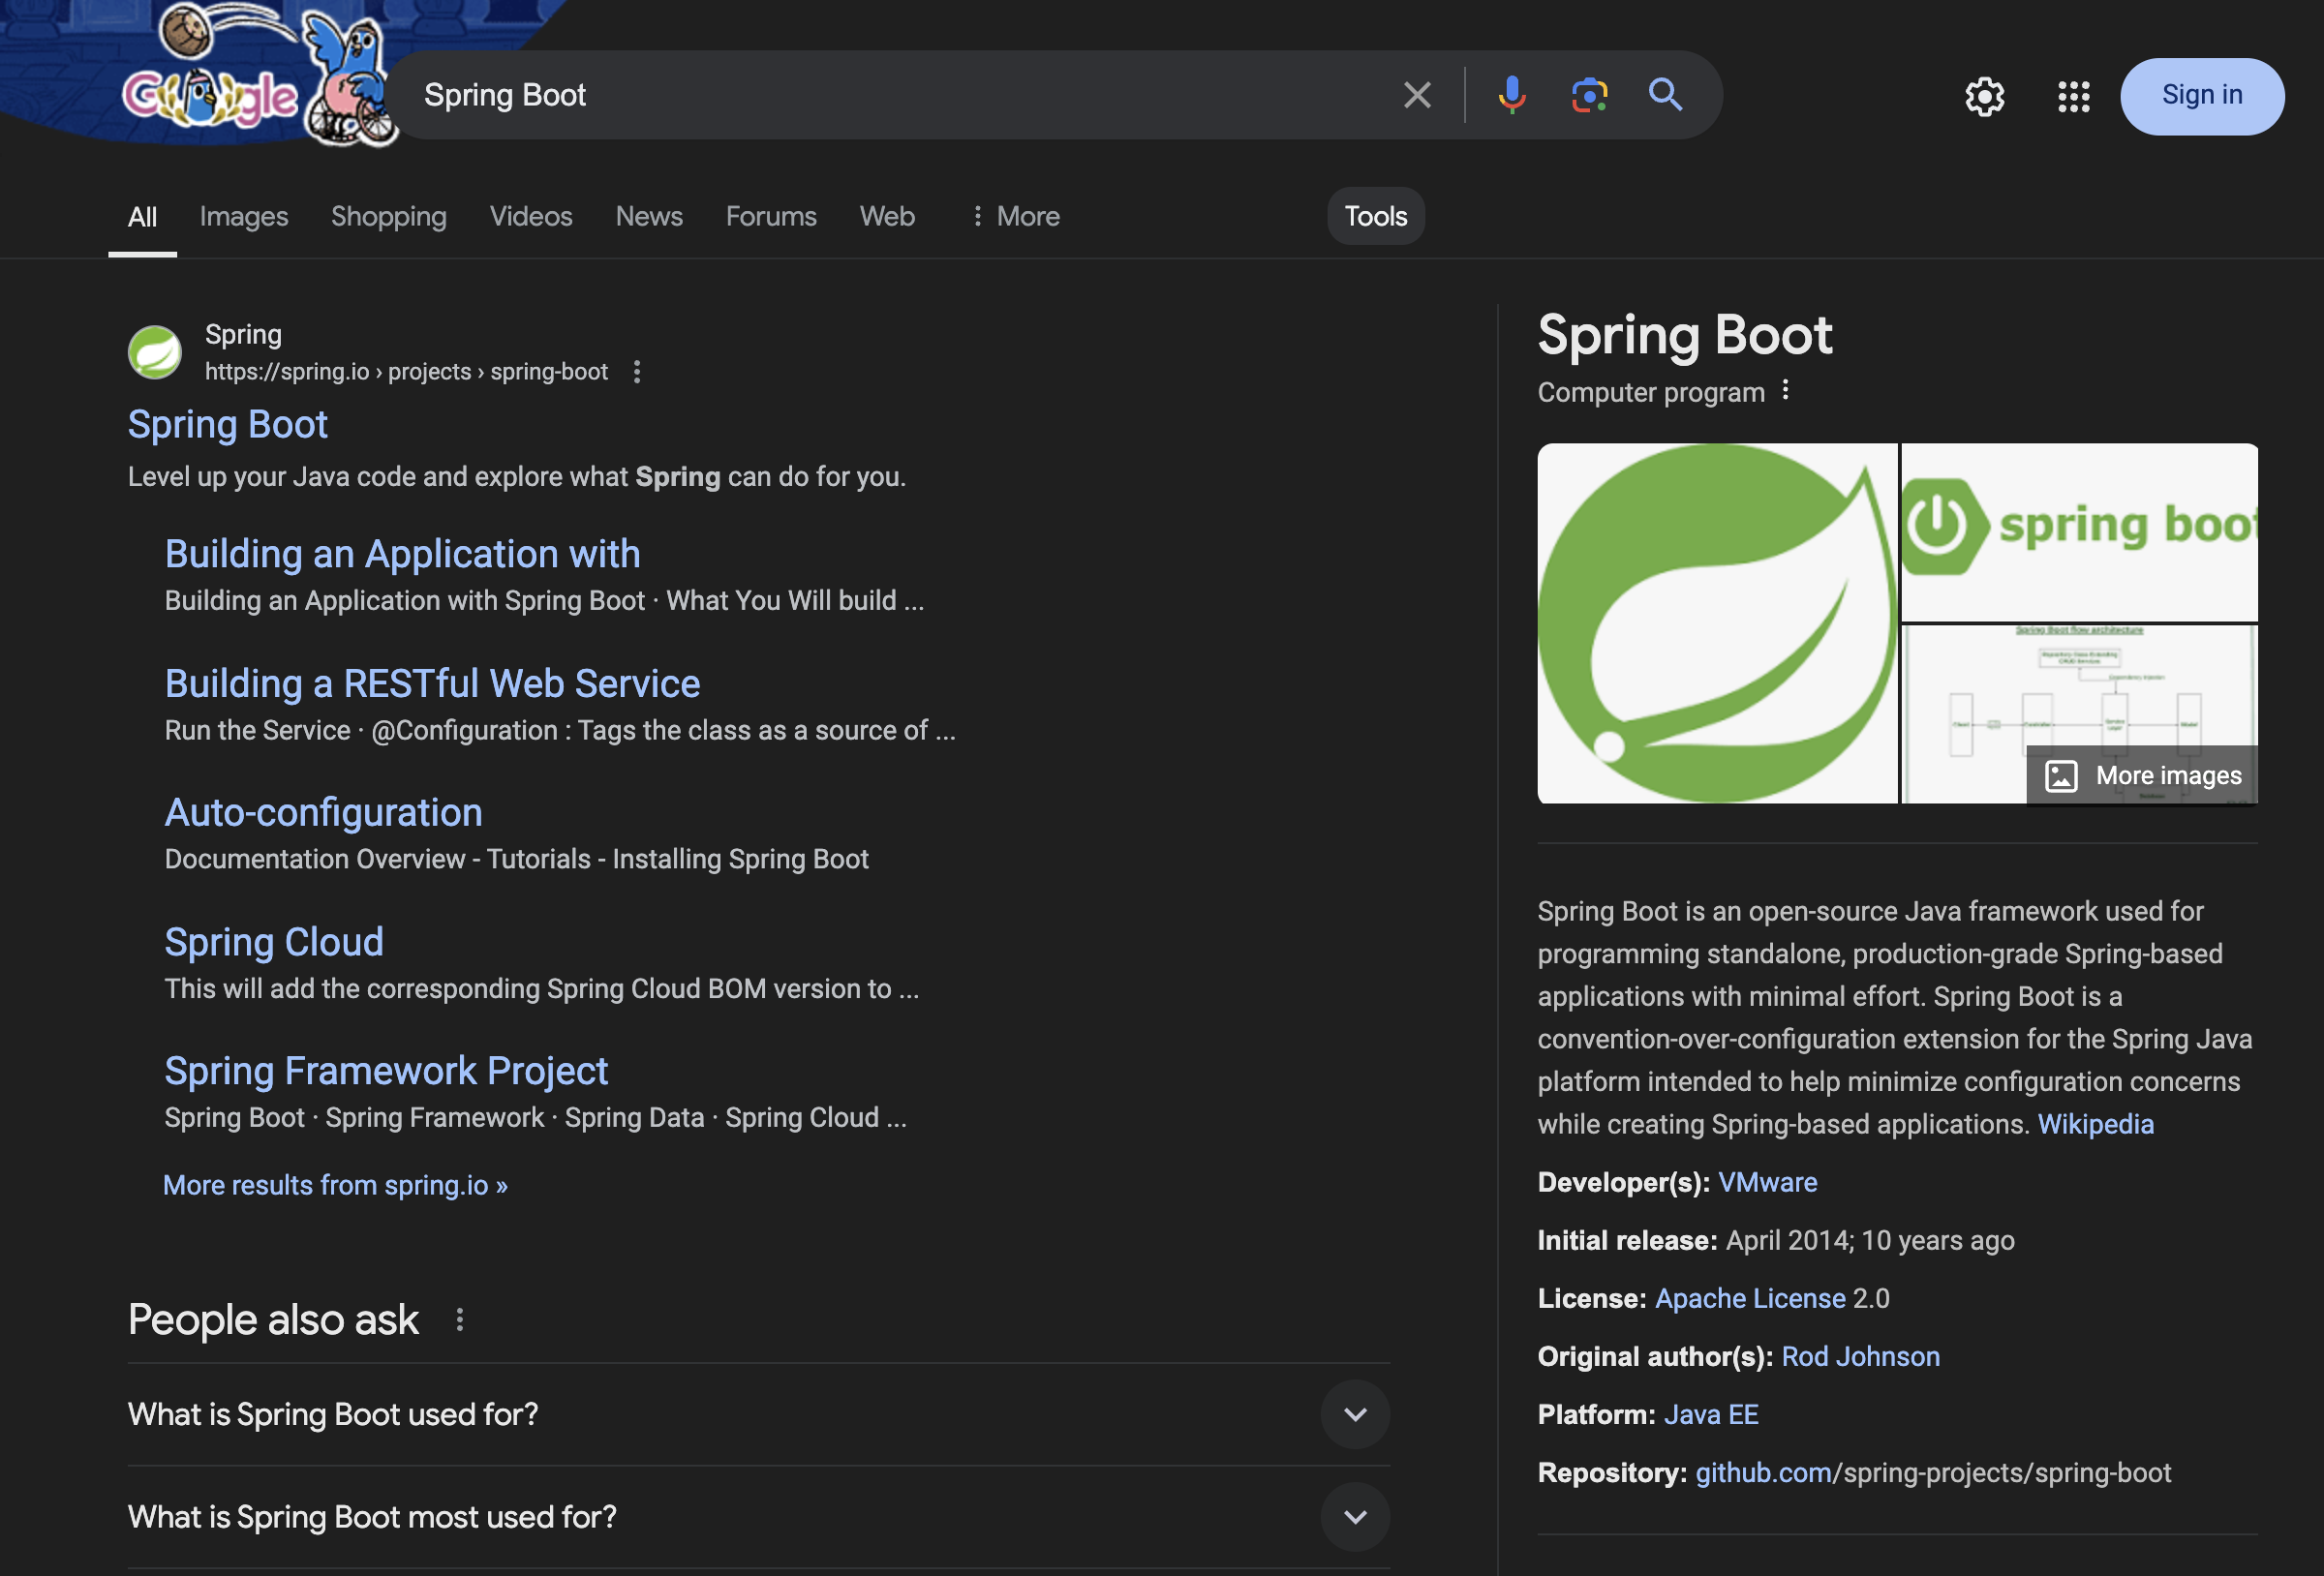 Google
Spring Boot
Sign in
All
Images
Shopping
Videos
News
Forums
Web
More
Tools
Spring
https://spring.io › projects › spring-boot
Spring Boot
Level up your Java code and explore what Spring can do for you.
Building an Application with
Building an Application with Spring Boot · What You Will build ...
Building a RESTful Web Service
Run the Service · @Configuration : Tags the class as a source of ...
Auto-configuration
Documentation Overview - Tutorials - Installing Spring Boot
Spring Cloud
This will add the corresponding Spring Cloud BOM version to ...
Spring Framework Project
Spring Boot · Spring Framework · Spring Data · Spring Cloud ...
More results from spring.io »
People also ask
What is Spring Boot used for?
What is Spring Boot most used for?
Spring Boot
Computer program
spring boot
Spring Boot flow architecture
More images
Spring Boot is an open-source Java framework used for
programming standalone, production-grade Spring-based
applications with minimal effort. Spring Boot is a
convention-over-configuration extension for the Spring Java
platform intended to help minimize configuration concerns
while creating Spring-based applications. Wikipedia
Developer(s): VMware
Initial release: April 2014; 10 years ago
License: Apache License 2.0
Original author(s): Rod Johnson
Platform: Java EE
Repository: github.com/spring-projects/spring-boot